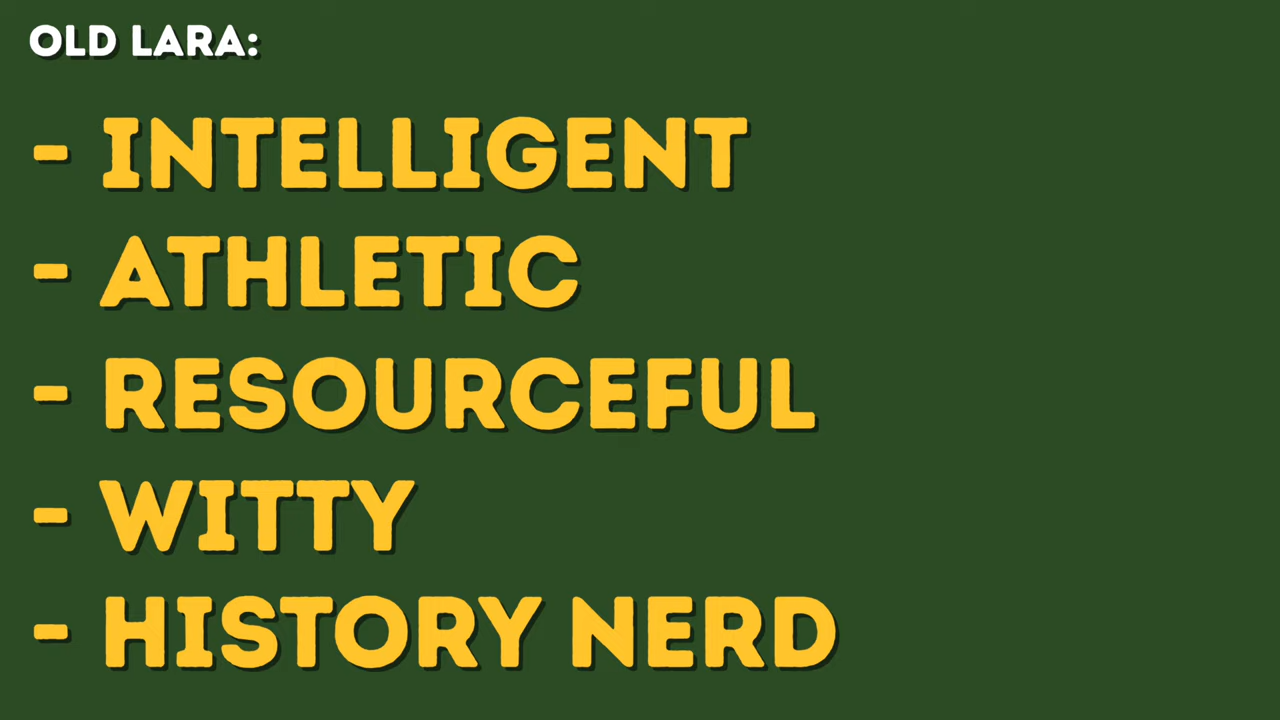 OLD LARA:
- INTELLIGENT
- ATHLETIC
- RESOURCEFUL
- WITTY
- HISTORY NERD